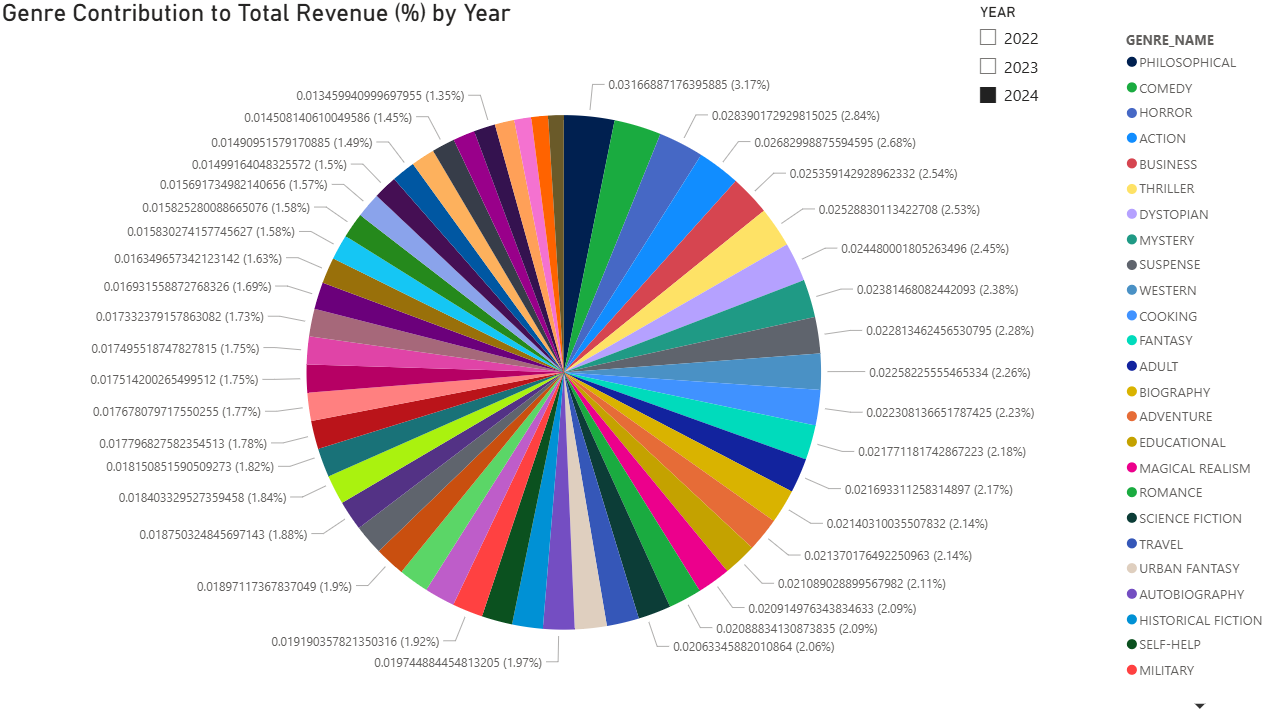 Genre Contribution to Total Revenue (%) by Year
YEAR
2022
2023
2024
GENRE_NAME
PHILOSOPHICAL
COMEDY
HORROR
ACTION
BUSINESS
THRILLER
DYSTOPIAN
MYSTERY
SUSPENSE
WESTERN
COOKING
FANTASY
ADULT
BIOGRAPHY
ADVENTURE
EDUCATIONAL
MAGICAL REALISM
ROMANCE
SCIENCE FICTION
TRAVEL
URBAN FANTASY
AUTOBIOGRAPHY
HISTORICAL FICTION
SELF-HELP
MILITARY
0.03166887176395885 (3.17%)
0.028390172929815025 (2.84%)
0.02682998875594595 (2.68%)
0.025359142928962332 (2.54%)
0.02528830113422708 (2.53%)
0.024480001805263496 (2.45%)
0.02381468082442093 (2.38%)
0.022813462456530795 (2.28%)
0.02258225555465334 (2.26%)
0.022308136651787425 (2.23%)
0.021771181742867223 (2.18%)
0.021693311258314897 (2.17%)
0.02140310035507832 (2.14%)
0.021370176492250963 (2.14%)
0.021089028899567982 (2.11%)
0.020914976343834633 (2.09%)
0.02088834130873835 (2.09%)
0.02063345882010864 (2.06%)
0.019744884454813205 (1.97%)
0.019190357821350316 (1.92%)
0.01897117367837049 (1.9%)
0.018750324845697143 (1.88%)
0.018403329527359458 (1.84%)
0.018150851590509273 (1.82%)
0.017796827582354513 (1.78%)
0.017678079717550255 (1.77%)
0.017514200265499512 (1.75%)
0.017495518747827815 (1.75%)
0.017332379157863082 (1.73%)
0.016931558872768326 (1.69%)
0.016349657342123142 (1.63%)
0.015830274157745627 (1.58%)
0.015825280088665076 (1.58%)
0.015691734982140656 (1.57%)
0.01499164048325572 (1.5%)
0.01490951579170885 (1.49%)
0.014508140610049586 (1.45%)
0.013459940999697955 (1.35%)